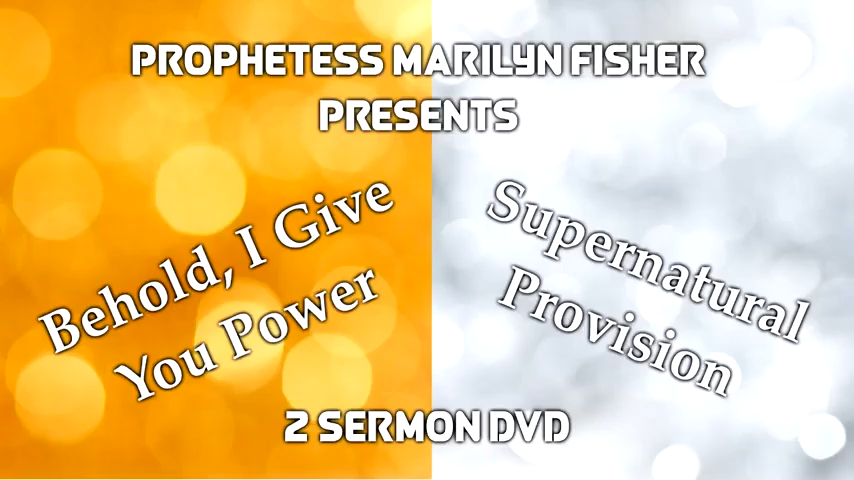 PROPHETESS MARILYN FISHER
PRESENTS
Behold, I Give
You Power
Supernatural
Provision
2 SERMON DVD